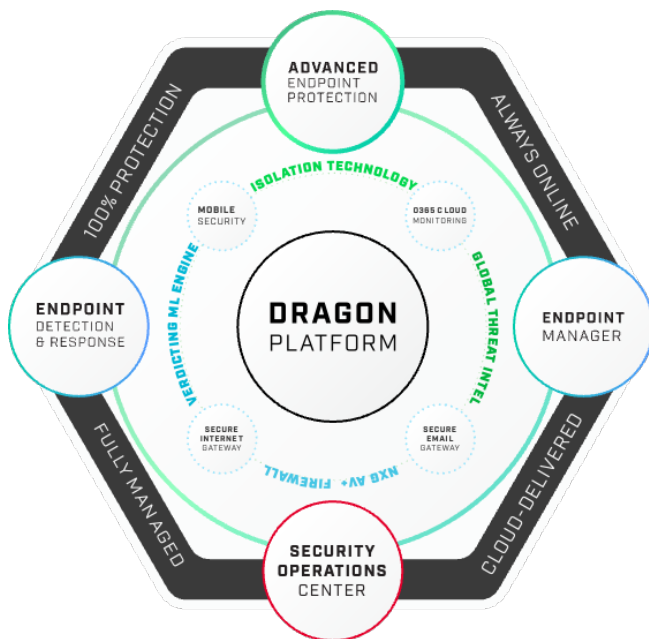 ADVANCED
ENDPOINT
PROTECTION
100% PROTECTION
ALWAYS ONLINE
ISOLATION TECHNOLOGY
MOBILE
SECURITY
O365 CLOUD
MONITORING
VERDICTING ML ENGINE
GLOBAL THREAT INTEL
DRAGON
PLATFORM
ENDPOINT
DETECTION
& RESPONSE
ENDPOINT
MANAGER
SECURE
INTERNET
GATEWAY
SECURE
EMAIL
GATEWAY
NXG AV+ FIREWALL
FULLY MANAGED
CLOUD-DELIVERED
SECURITY
OPERATIONS
CENTER